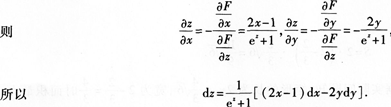 则 ∂z/∂x=-(∂F/∂x)/(∂F/∂z)=(2x-1)/(e^z+1), ∂z/∂y=-(∂F/∂y)/(∂F/∂z)=-2y/(e^z+1),
所以 dz=1/(e^z+1)[(2x-1)dx-2ydy].